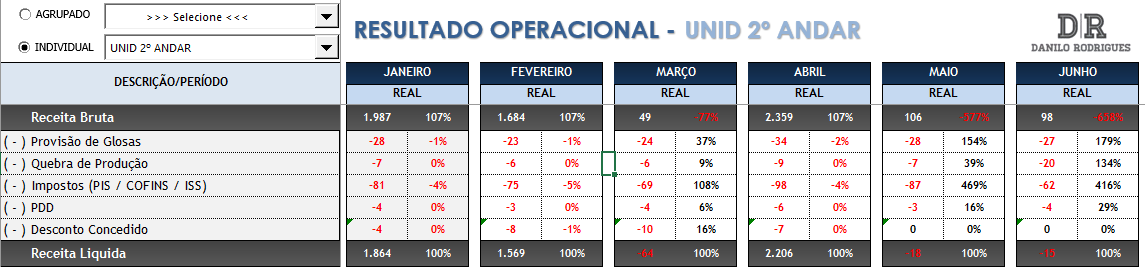 AGRUPADO >>> Selecione <<<
INDIVIDUAL UNID 2º ANDAR
RESULTADO OPERACIONAL - UNID 2º ANDAR
D|R
DANILO RODRIGUES
DESCRIÇÃO/PERÍODO JANEIRO FEVEREIRO MARÇO ABRIL MAIO JUNHO
REAL REAL REAL REAL REAL REAL
Receita Bruta 1.987 107% 1.684 107% 49 -77% 2.359 107% 106 -577% 98 -658%
( - ) Provisão de Glosas -28 -1% -23 -1% -24 37% -34 -2% -28 154% -27 179%
( - ) Quebra de Produção -7 0% -6 0% -6 9% -9 0% -7 39% -20 134%
( - ) Impostos (PIS / COFINS / ISS) -81 -4% -75 -5% -69 108% -98 -4% -87 469% -62 416%
( - ) PDD -4 0% -3 0% -4 6% -6 0% -3 16% -4 29%
( - ) Desconto Concedido -4 0% -8 -1% -10 16% -7 0% 0 0% 0 0%
Receita Liquida 1.864 100% 1.569 100% -64 100% 2.206 100% -18 100% -15 100%